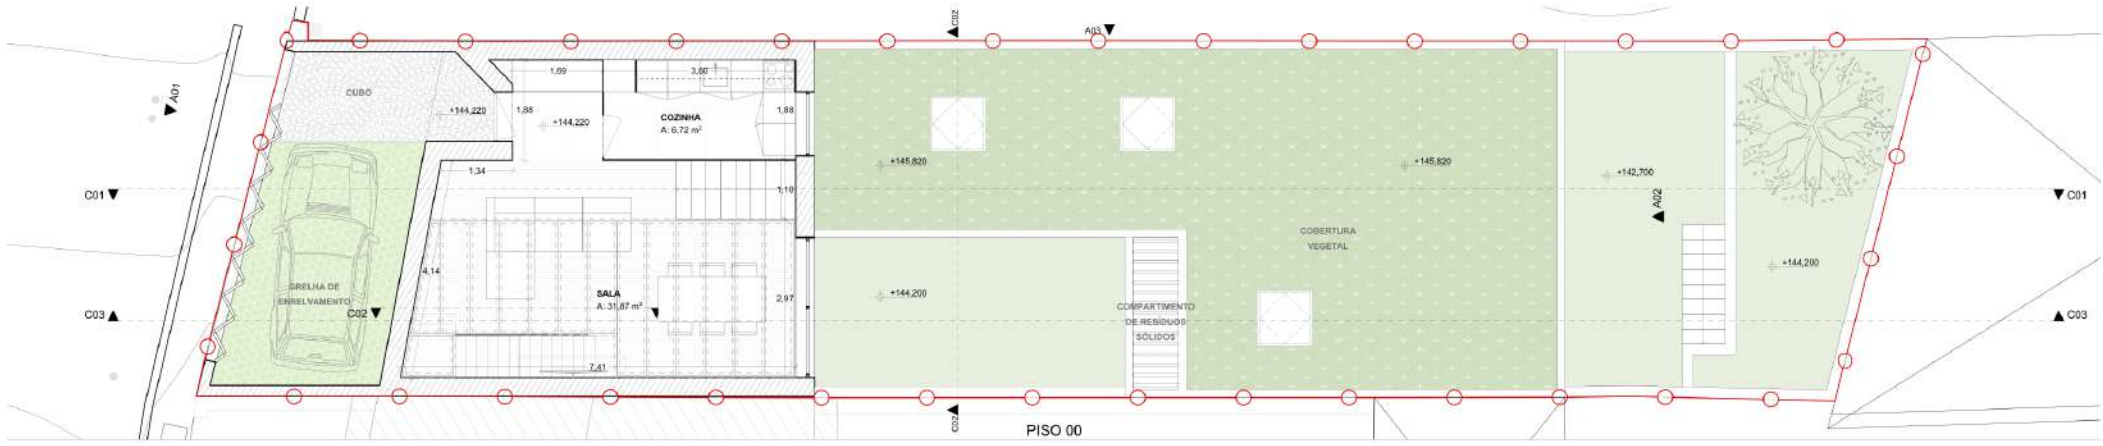 C02
A03
A01
CUBO
1,69
3,60
+144,220
1,88
+144,220
COZINHA
A: 6.72 m²
1,88
+145,820
+145,820
+142,700
1,34
1,10
C01
A02
C01
COBERTURA
VEGETAL
4,14
+144,200
GRELHA DE
ENRELVAMENTO
SALA
A: 31,87 m²
2,97
+144,200
C03
C02
COMPARTIMENTO
DE RESÍDUOS
SÓLIDOS
C03
7,41
C02
PISO 00